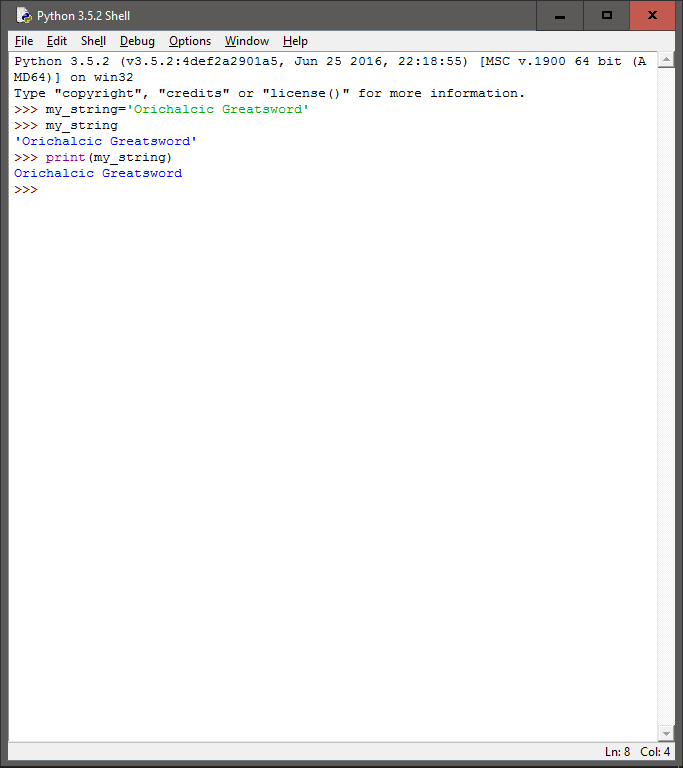 Python 3.5.2 Shell
File Edit Shell Debug Options Window Help
Python 3.5.2 (v3.5.2:4def2a2901a5, Jun 25 2016, 22:18:55) [MSC v.1900 64 bit (A
MD64)] on win32
Type "copyright", "credits" or "license()" for more information.
>>> my_string='Orichalcic Greatsword'
>>> my_string
'Orichalcic Greatsword'
>>> print(my_string)
Orichalcic Greatsword
>>>
Ln: 8 Col: 4